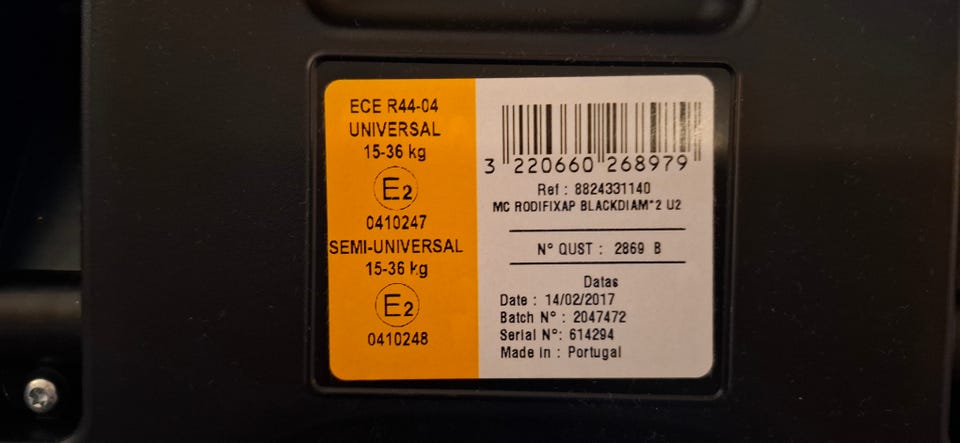 ECE R44-04
UNIVERSAL
15-36 kg
E2
0410247
SEMI-UNIVERSAL
15-36 kg
E2
0410248
3 220660 268979
Ref : 8824331140
MC RODIFIXAP BLACKDIAM*2 U2
N° QUST : 2869 B
Datas
Date : 14/02/2017
Batch N° : 2047472
Serial N°: 614294
Made in : Portugal